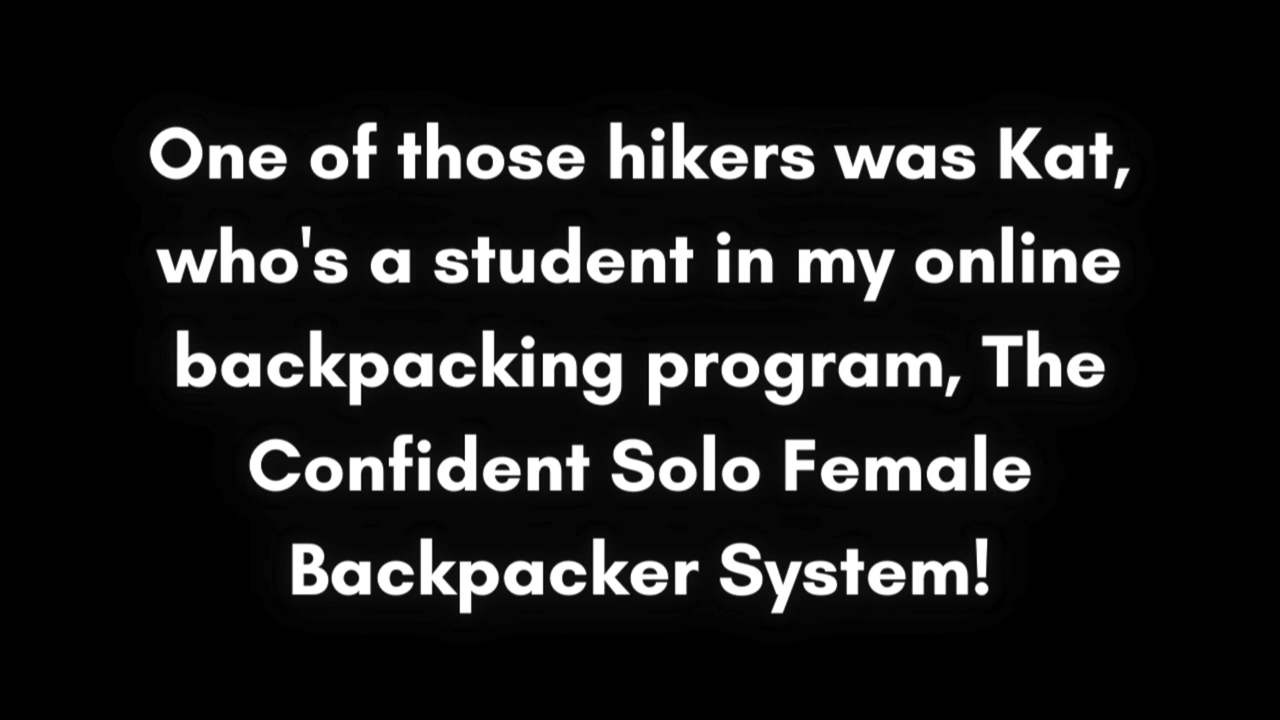 One of those hikers was Kat,
who's a student in my online
backpacking program, The
Confident Solo Female
Backpacker System!